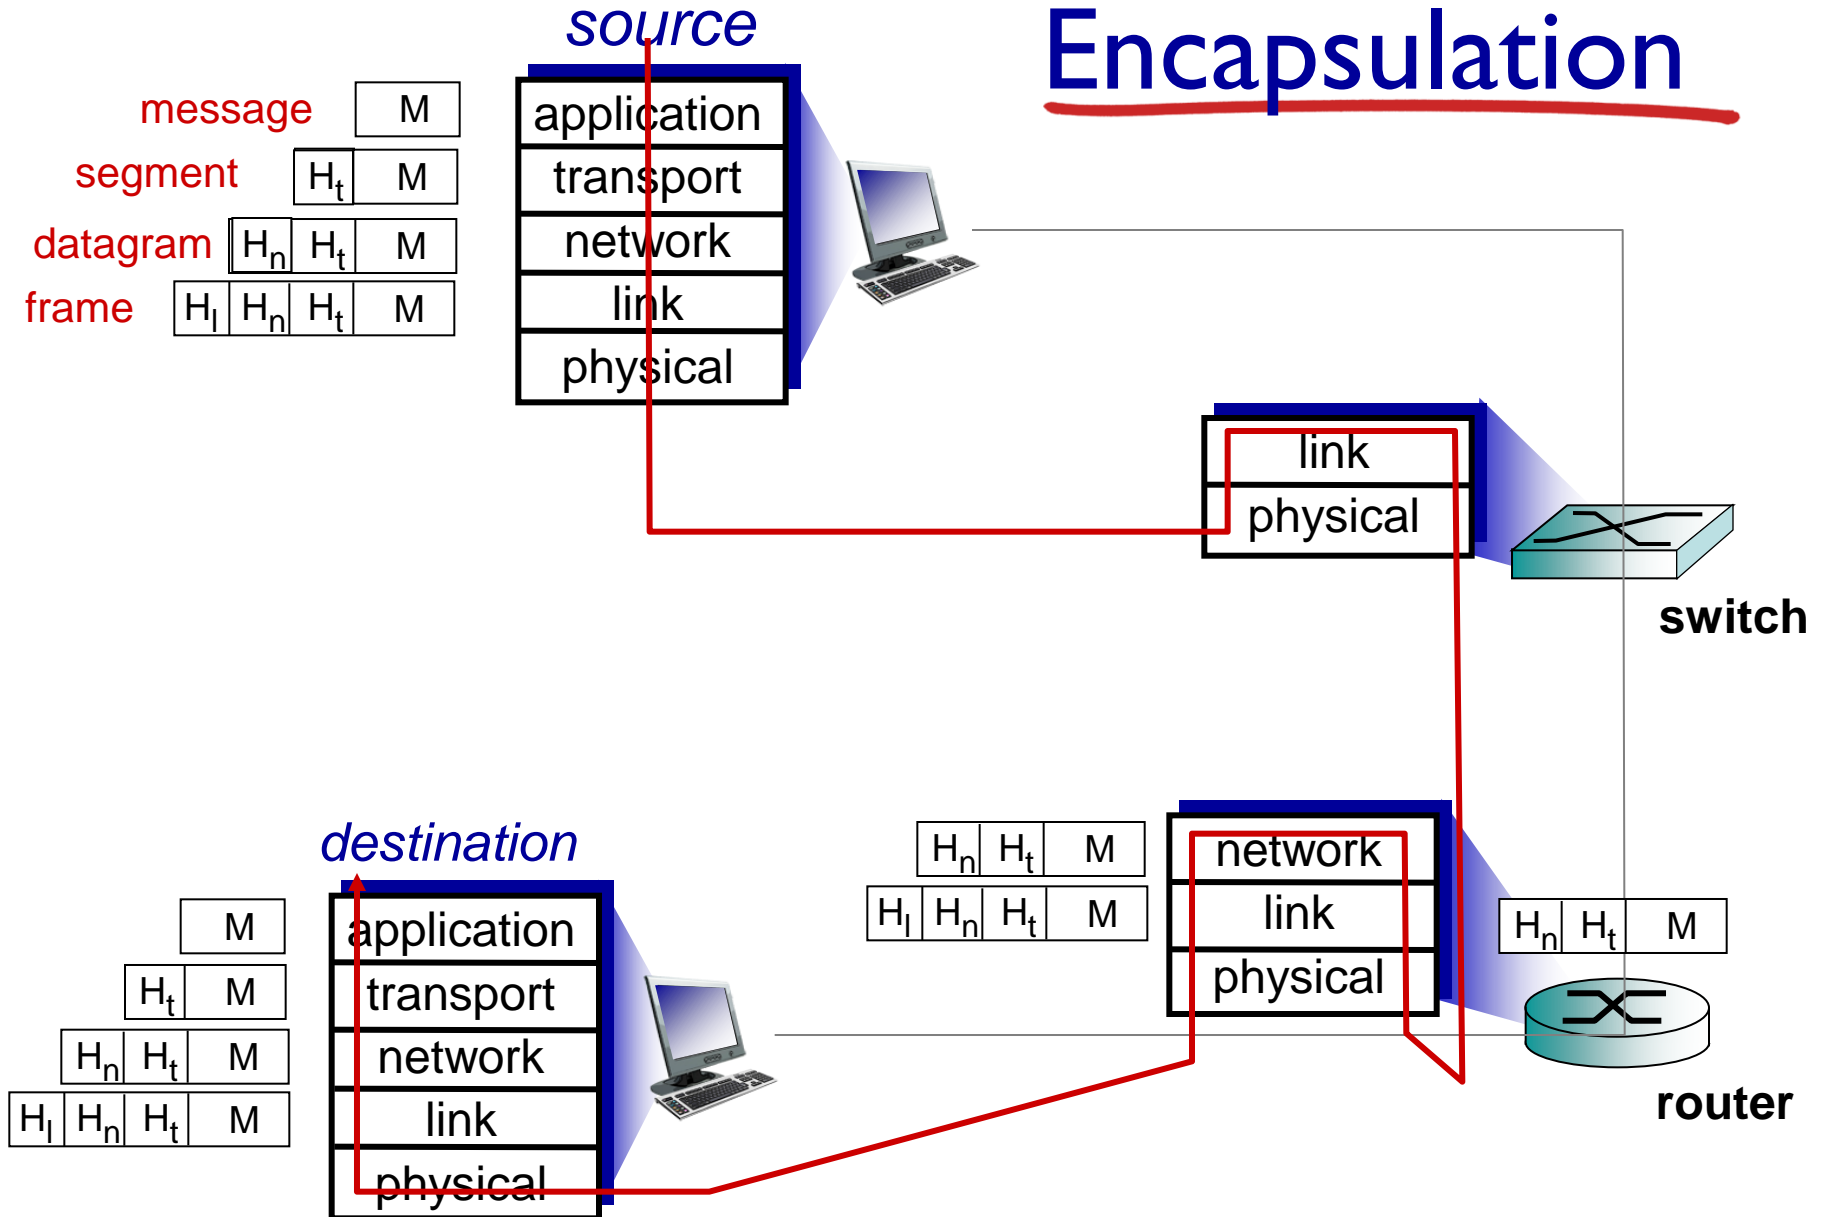 source
Encapsulation
message M
segment Ht M
datagram Hn Ht M
frame Hl Hn Ht M
application
transport
network
link
physical
link
physical
switch
destination
M
Ht M
Hn Ht M
Hl Hn Ht M
application
transport
network
link
physical
Hn Ht M
Hl Hn Ht M
network
link
physical
Hn Ht M
router